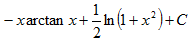 −x arctan x + 1/2 ln(1 + x²) + C